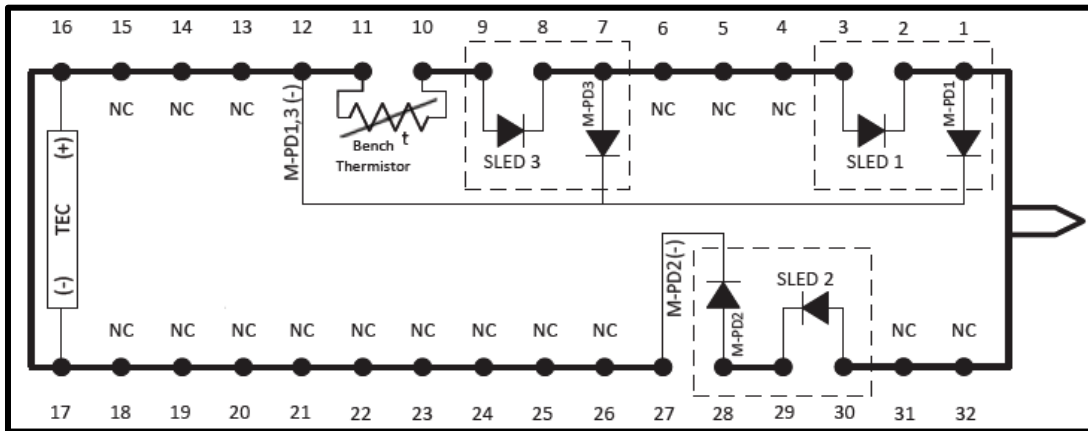 16 15 14 13 12 11 10 9 8 7 6 5 4 3 2 1
NC NC NC NC NC NC
M-PD1,3 (-)
t
Bench
Thermistor
M-PD3
SLED 3
M-PD1
SLED 1
(+)
TEC
(-)
M-PD2(-)
M-PD2
SLED 2
NC NC NC NC NC NC NC NC NC NC NC
17 18 19 20 21 22 23 24 25 26 27 28 29 30 31 32